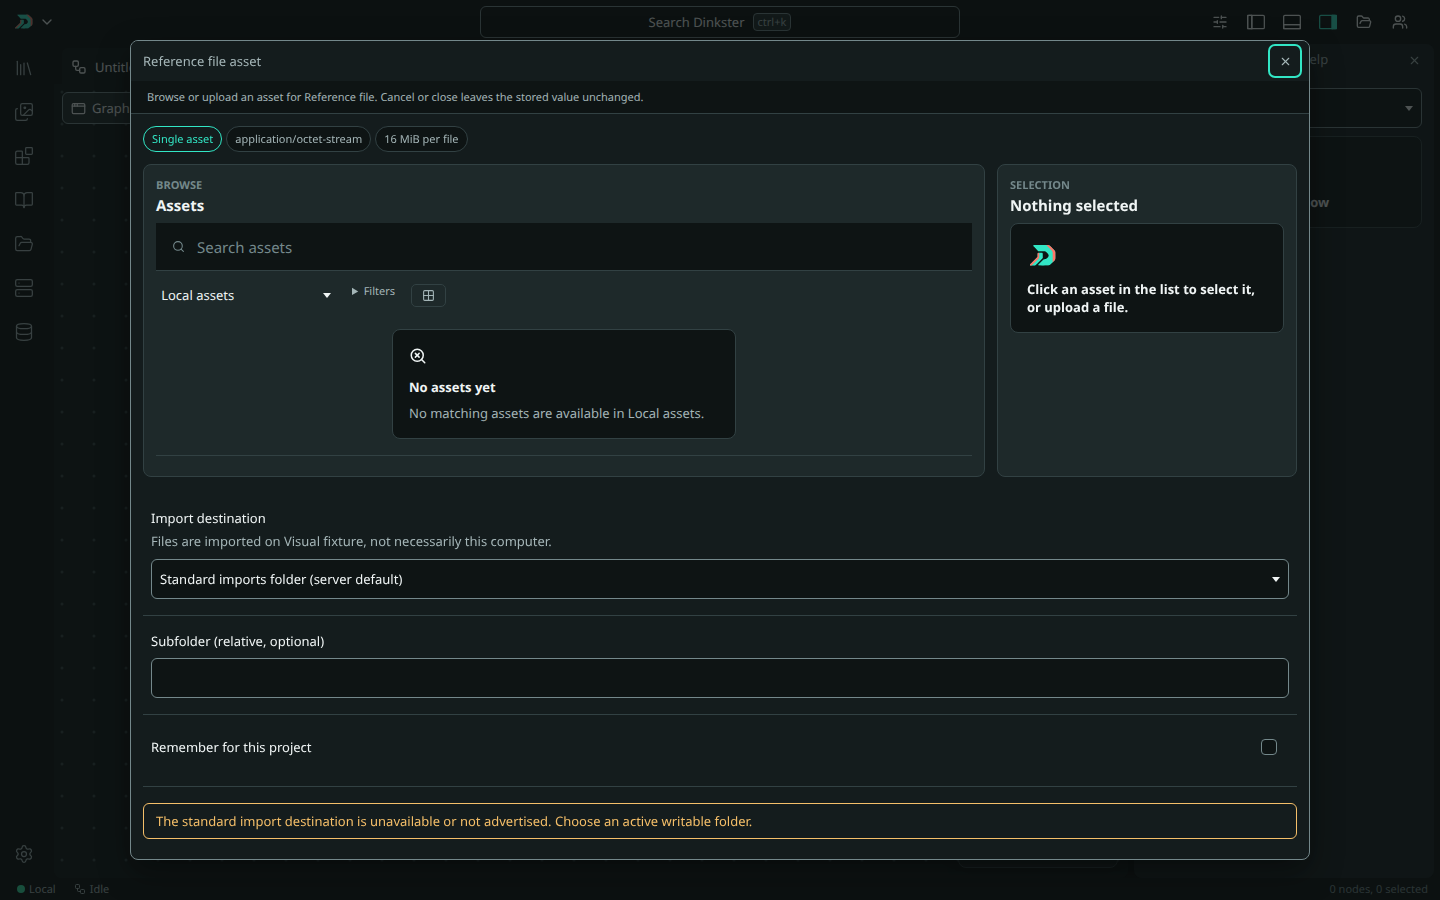 Search Dinkster ctrl+k
Reference file asset
Browse or upload an asset for Reference file. Cancel or close leaves the stored value unchanged.
Single asset
application/octet-stream
16 MiB per file
BROWSE
Assets
Search assets
Local assets
Filters
No assets yet
No matching assets are available in Local assets.
SELECTION
Nothing selected
Click an asset in the list to select it,
or upload a file.
Import destination
Files are imported on Visual fixture, not necessarily this computer.
Standard imports folder (server default)
Subfolder (relative, optional)
Remember for this project
The standard import destination is unavailable or not advertised. Choose an active writable folder.
Local
Idle
0 nodes, 0 selected